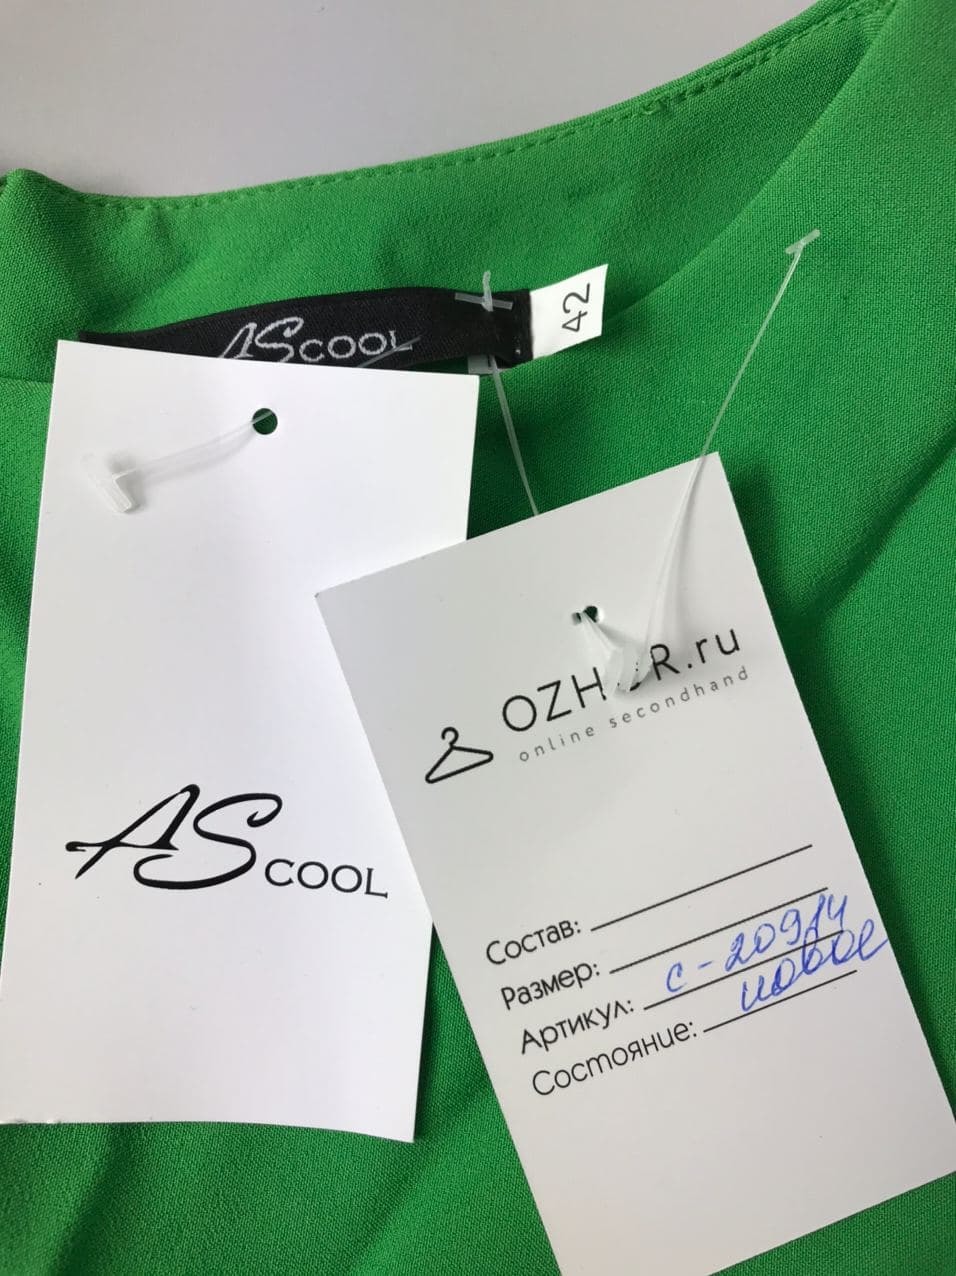 AS COOL
42
AS COOL
OZH R.ru
online secondhand
Состав:
Размер:
Артикул: с-20914
Состояние: новое